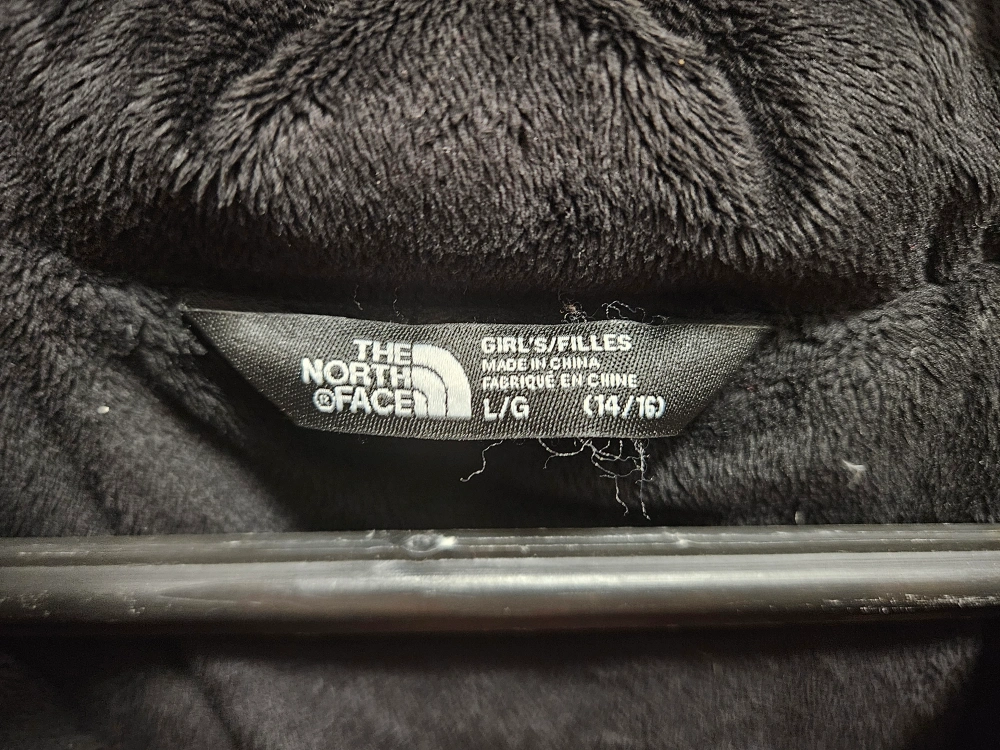 THE
NORTH
®FACE
GIRL'S/FILLES
MADE IN CHINA
FABRIQUÉ EN CHINE
L/G (14/16)